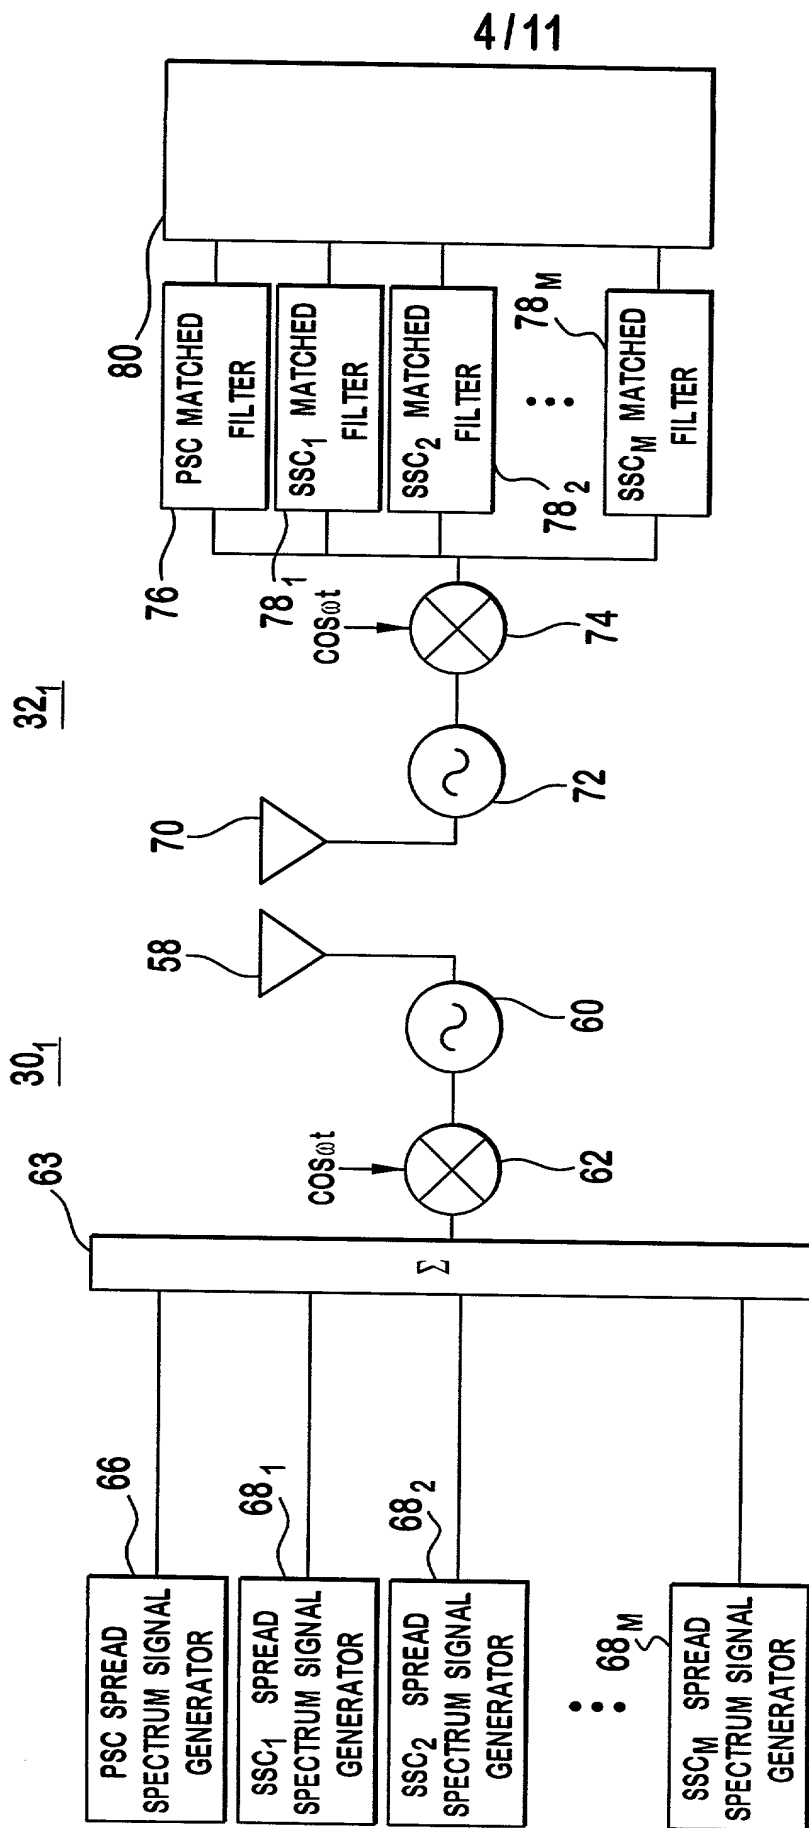 4/11
30₁
32₁
63
66
PSC SPREAD
SPECTRUM SIGNAL
GENERATOR
68₁
SSC₁ SPREAD
SPECTRUM SIGNAL
GENERATOR
68₂
SSC₂ SPREAD
SPECTRUM SIGNAL
GENERATOR
68M
SSCM SPREAD
SPECTRUM SIGNAL
GENERATOR
Σ
COSωt
62
60
58
70
72
COSωt
74
76
PSC MATCHED
FILTER
78₁
SSC₁ MATCHED
FILTER
SSC₂ MATCHED
FILTER
78₂
78M
SSCM MATCHED
FILTER
80